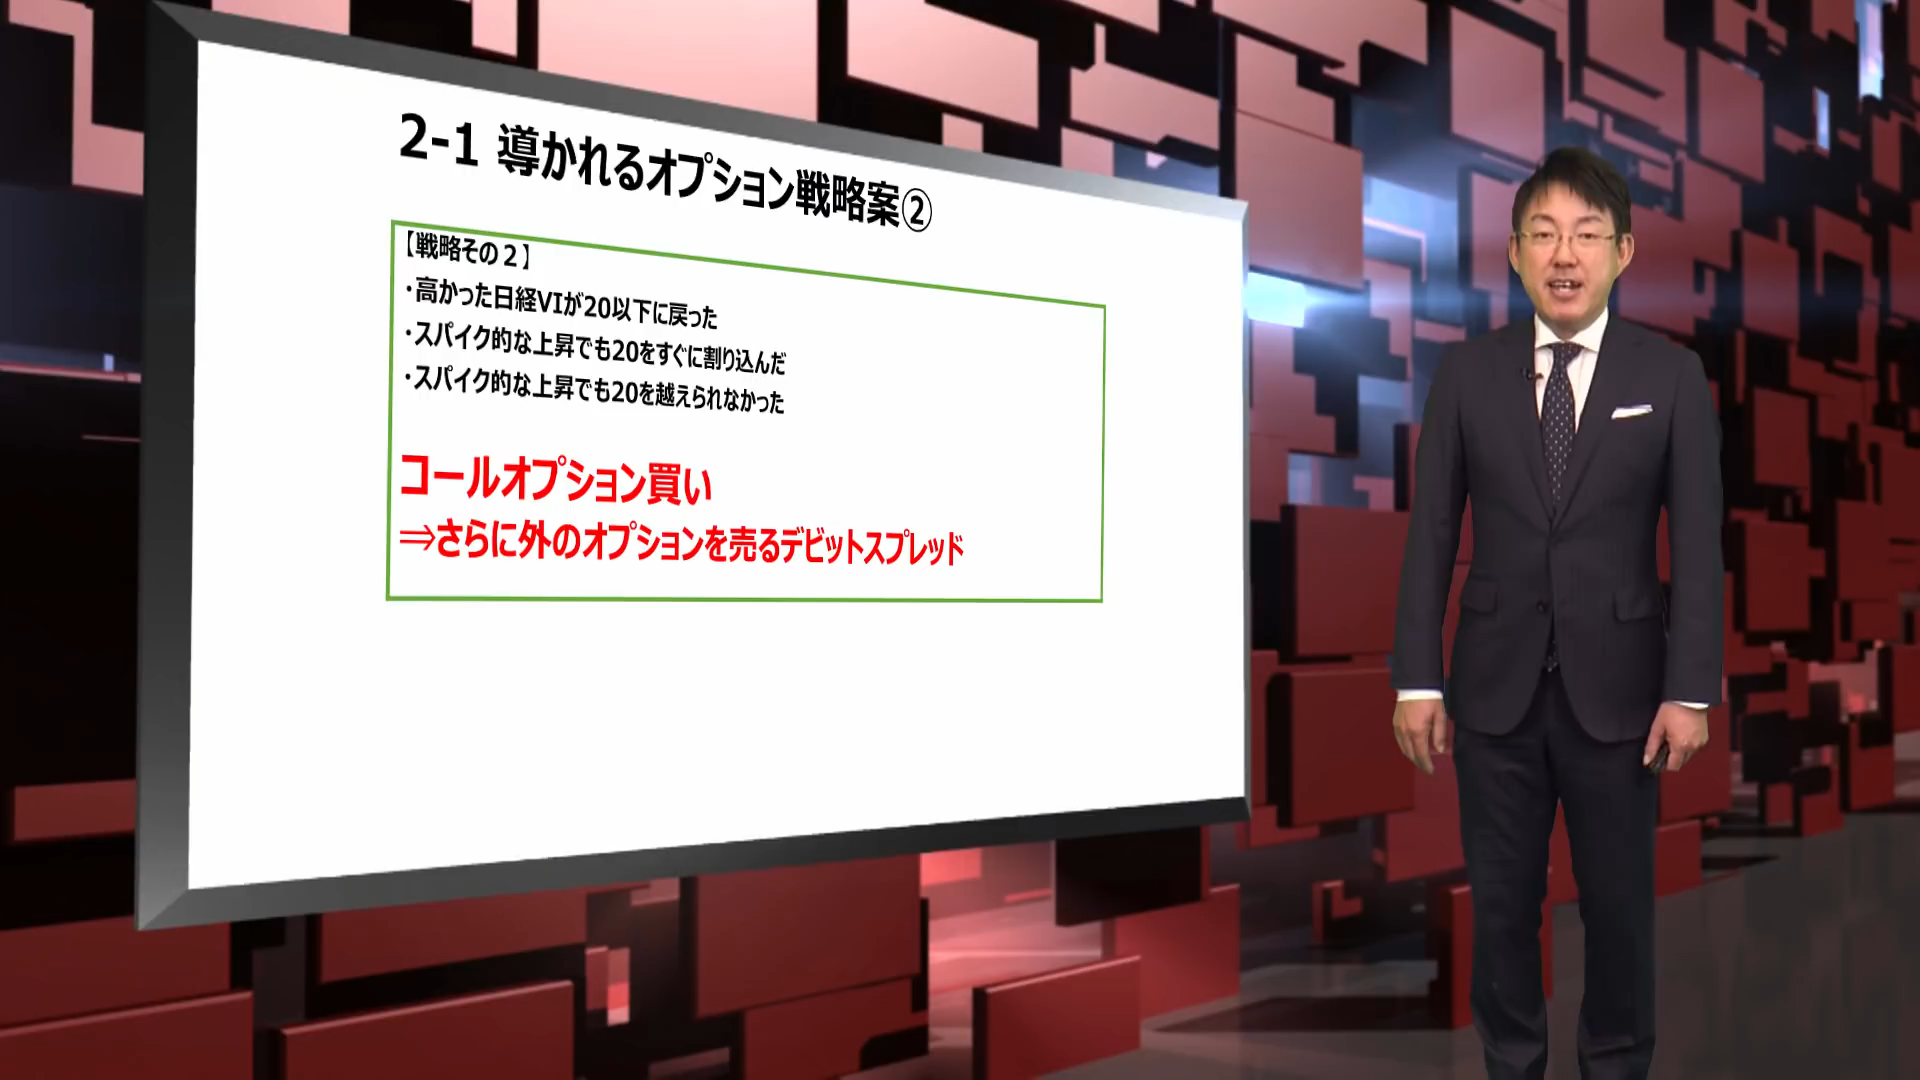 2-1 導かれるオプション戦略案②
【戦略その２】
・高かった日経VIが20以下に戻った
・スパイク的な上昇でも20をすぐに割り込んだ
・スパイク的な上昇でも20を越えられなかった
コールオプション買い
⇒さらに外のオプションを売るデビットスプレッド